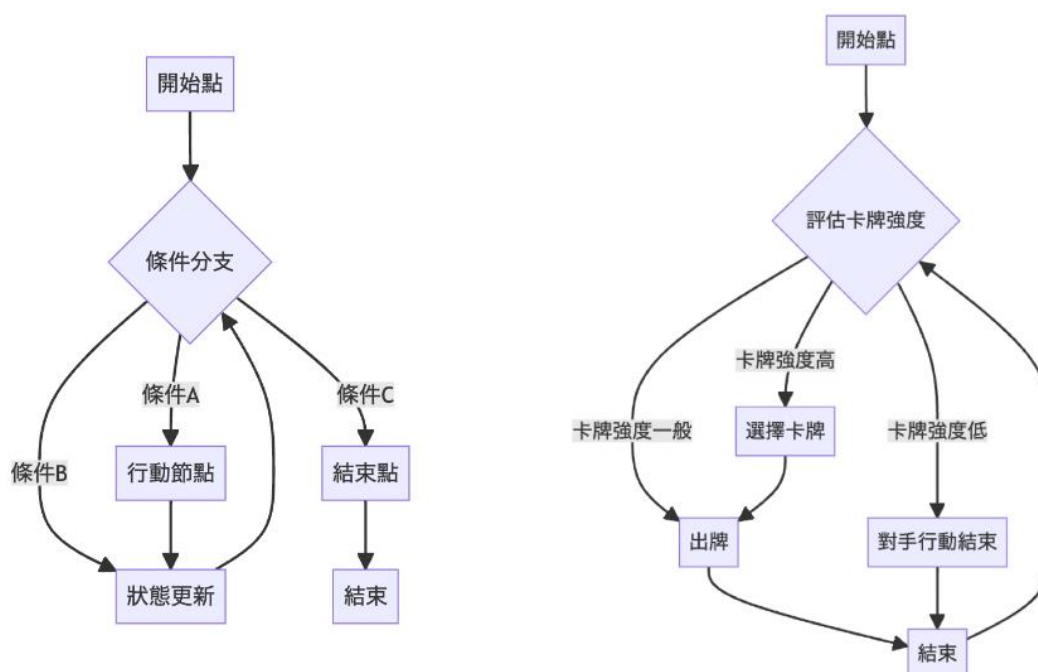 開始點
條件分支
條件A
條件C
條件B
行動節點
結束點
狀態更新
結束
開始點
評估卡牌強度
卡牌強度高
卡牌強度一般
選擇卡牌
卡牌強度低
出牌
對手行動結束
結束